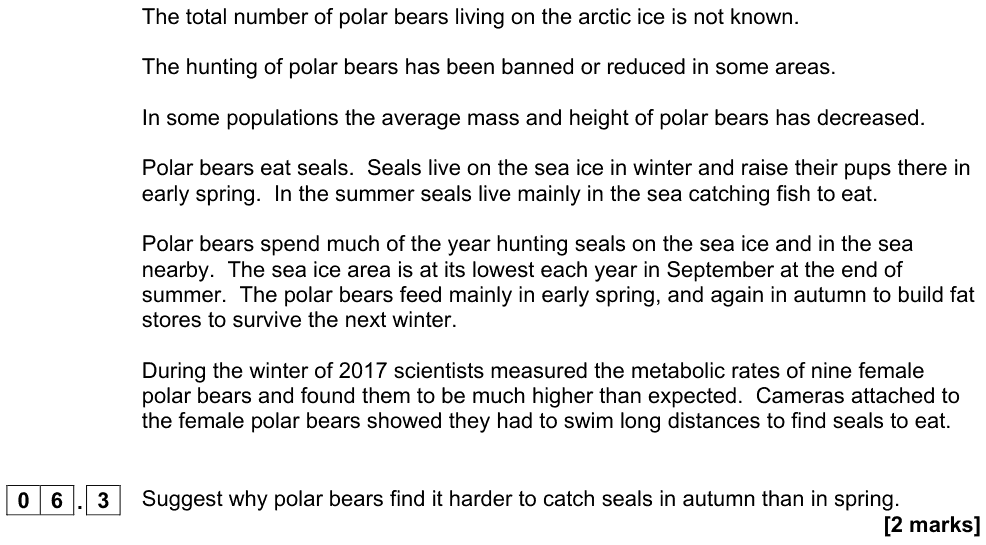 The total number of polar bears living on the arctic ice is not known.
The hunting of polar bears has been banned or reduced in some areas.
In some populations the average mass and height of polar bears has decreased.
Polar bears eat seals.  Seals live on the sea ice in winter and raise their pups there in
early spring.  In the summer seals live mainly in the sea catching fish to eat.
Polar bears spend much of the year hunting seals on the sea ice and in the sea
nearby.  The sea ice area is at its lowest each year in September at the end of
summer.  The polar bears feed mainly in early spring, and again in autumn to build fat
stores to survive the next winter.
During the winter of 2017 scientists measured the metabolic rates of nine female
polar bears and found them to be much higher than expected.  Cameras attached to
the female polar bears showed they had to swim long distances to find seals to eat.
0 6 . 3 Suggest why polar bears find it harder to catch seals in autumn than in spring.
[2 marks]